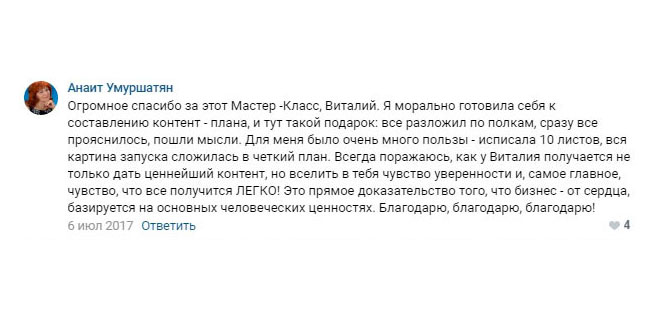 Анаит Умуршатян
Огромное спасибо за этот Мастер -Класс, Виталий. Я морально готовила себя к
составлению контент - плана, и тут такой подарок: все разложил по полкам, сразу все
прояснилось, пошли мысли. Для меня было очень много пользы - исписала 10 листов, вся
картина запуска сложилась в четкий план. Всегда поражаюсь, как у Виталия получается не
только дать ценнейший контент, но вселить в тебя чувство уверенности и, самое главное,
чувство, что все получится ЛЕГКО! Это прямое доказательство того, что бизнес - от сердца,
базируется на основных человеческих ценностях. Благодарю, благодарю, благодарю!
6 июл 2017 Ответить 4